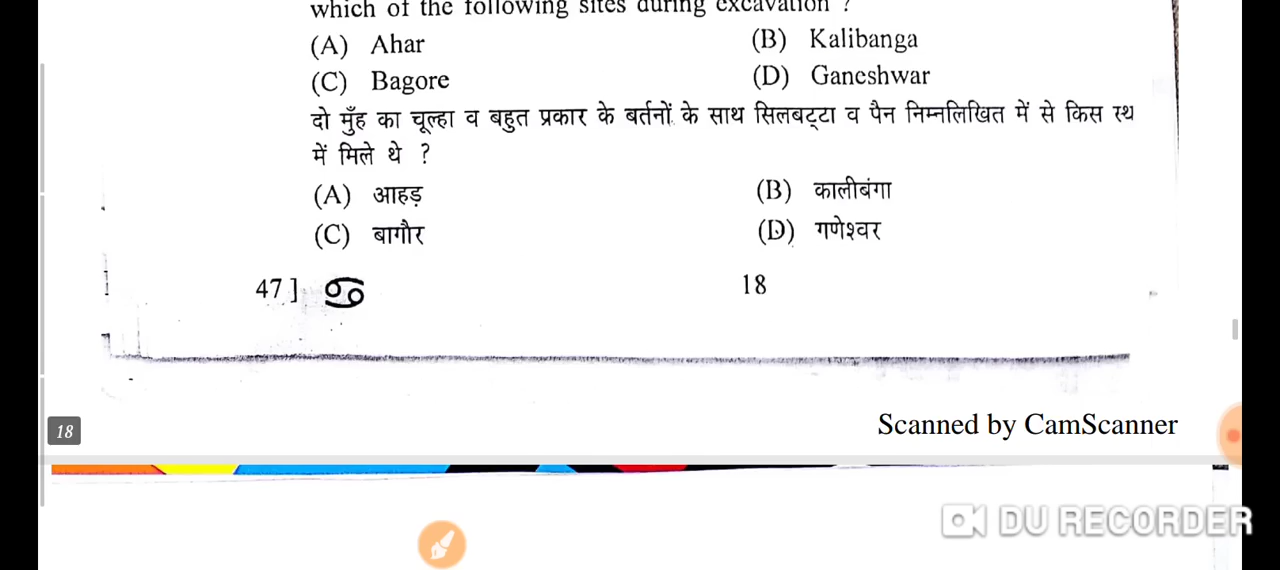 which of the following sites during excavation ?
(A) Ahar (B) Kalibanga
(C) Bagore (D) Ganeshwar
दो मुँह का चूल्हा व बहुत प्रकार के बर्तनों के साथ सिलबट्टा व पैन निम्नलिखित में से किस स्थ
में मिले थे ?
(A) आहड़ (B) कालीबंगा
(C) बागौर (D) गणेश्वर
47 ] ♋ 18
18
Scanned by CamScanner
DU RECORDER